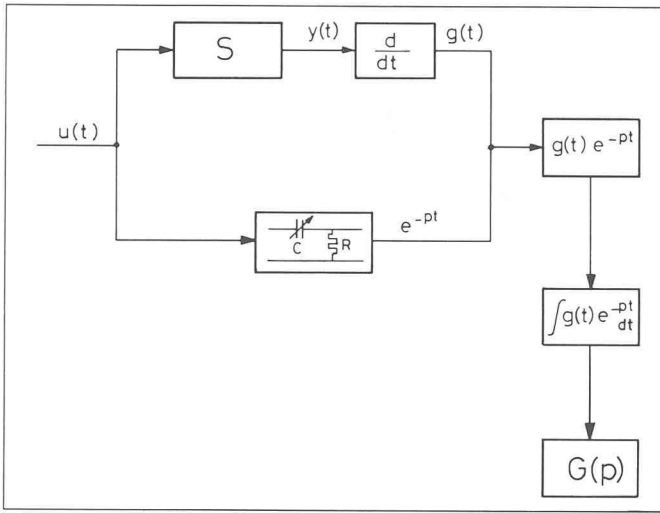 S
y(t)
d
dt
g(t)
u(t)
g(t) e^{-pt}
C
R
e^{-pt}
∫g(t)e^{-pt} dt
G(p)